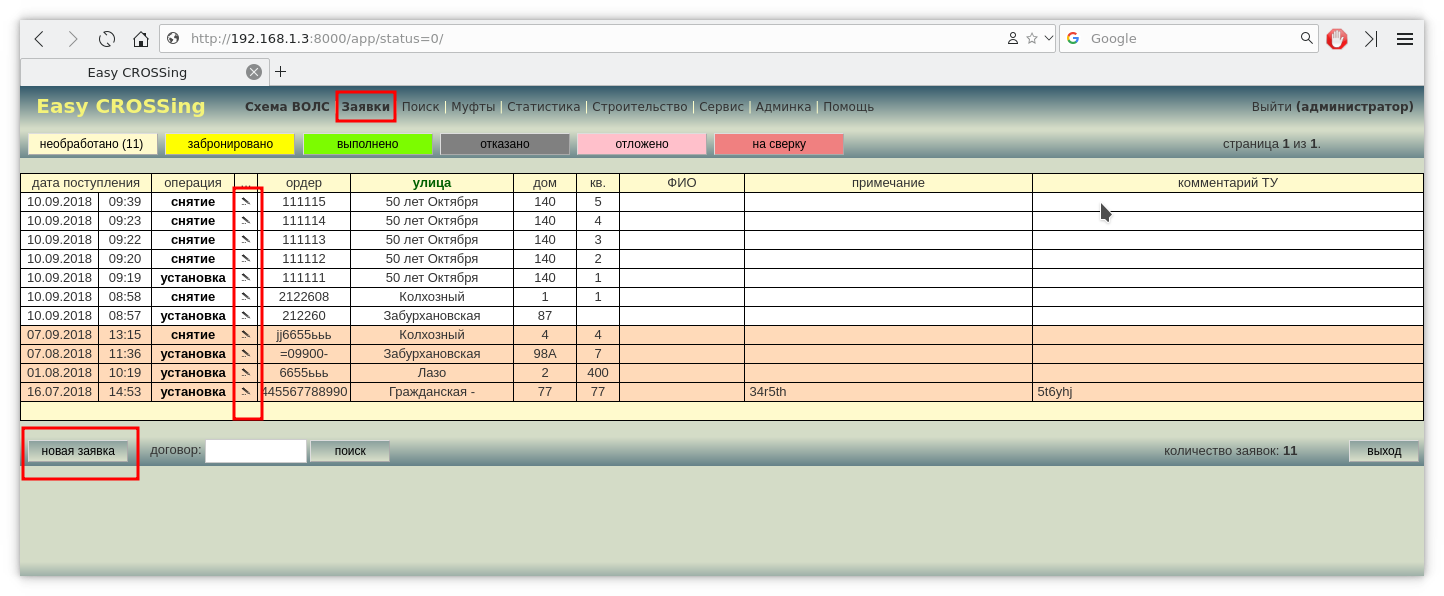 http://192.168.1.3:8000/app/status=0/
Google
Easy CROSSing
Easy CROSSing Схема ВОЛС Заявки Поиск | Муфты | Статистика | Строительство | Сервис | Админка | Помощь Выйти (администратор)
необработано (11) забронировано выполнено отказано отложено на сверку страница 1 из 1.
дата поступления операция ... ордер улица дом кв. ФИО примечание комментарий ТУ
10.09.2018 09:39 снятие 111115 50 лет Октября 140 5
10.09.2018 09:23 снятие 111114 50 лет Октября 140 4
10.09.2018 09:22 снятие 111113 50 лет Октября 140 3
10.09.2018 09:20 снятие 111112 50 лет Октября 140 2
10.09.2018 09:19 установка 111111 50 лет Октября 140 1
10.09.2018 08:58 снятие 2122608 Колхозный 1 1
10.09.2018 08:57 установка 212260 Забурхановская 87
07.09.2018 13:15 снятие jj6655ььь Колхозный 4 4
07.08.2018 11:36 установка =09900- Забурхановская 98А 7
01.08.2018 10:19 установка 6655ььь Лазо 2 400
16.07.2018 14:53 установка 445567788990 Гражданская - 77 77 34r5th 5t6yhj
новая заявка договор: поиск количество заявок: 11 выход